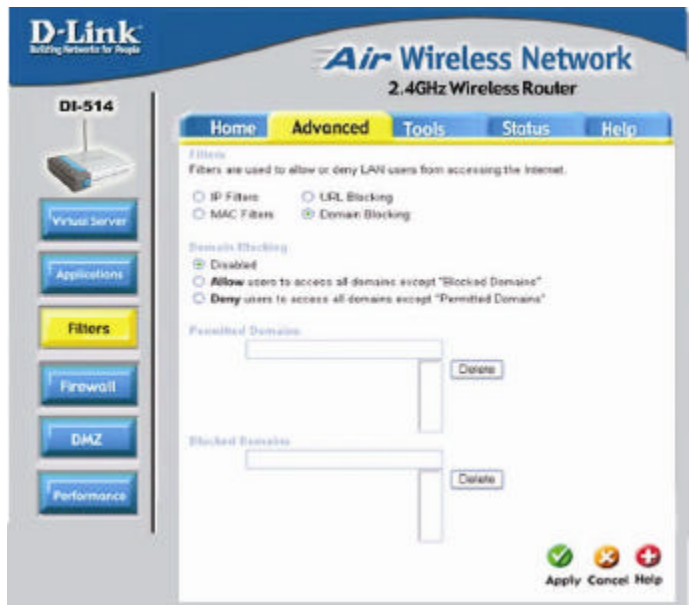 D-Link
Building Networks for People
Air Wireless Network
2.4GHz Wireless Router
DI-514
Home Advanced Tools Status Help
Filters
Filters are used to allow or deny LAN users from accessing the Internet.
IP Filters URL Blocking
MAC Filters Domain Blocking
Domain Blocking
Disabled
Allow users to access all domains except "Blocked Domains"
Deny users to access all domains except "Permitted Domains"
Permitted Domains
Delete
Blocked Domains
Delete
Virtual Server
Applications
Filters
Firewall
DMZ
Performance
Apply Cancel Help